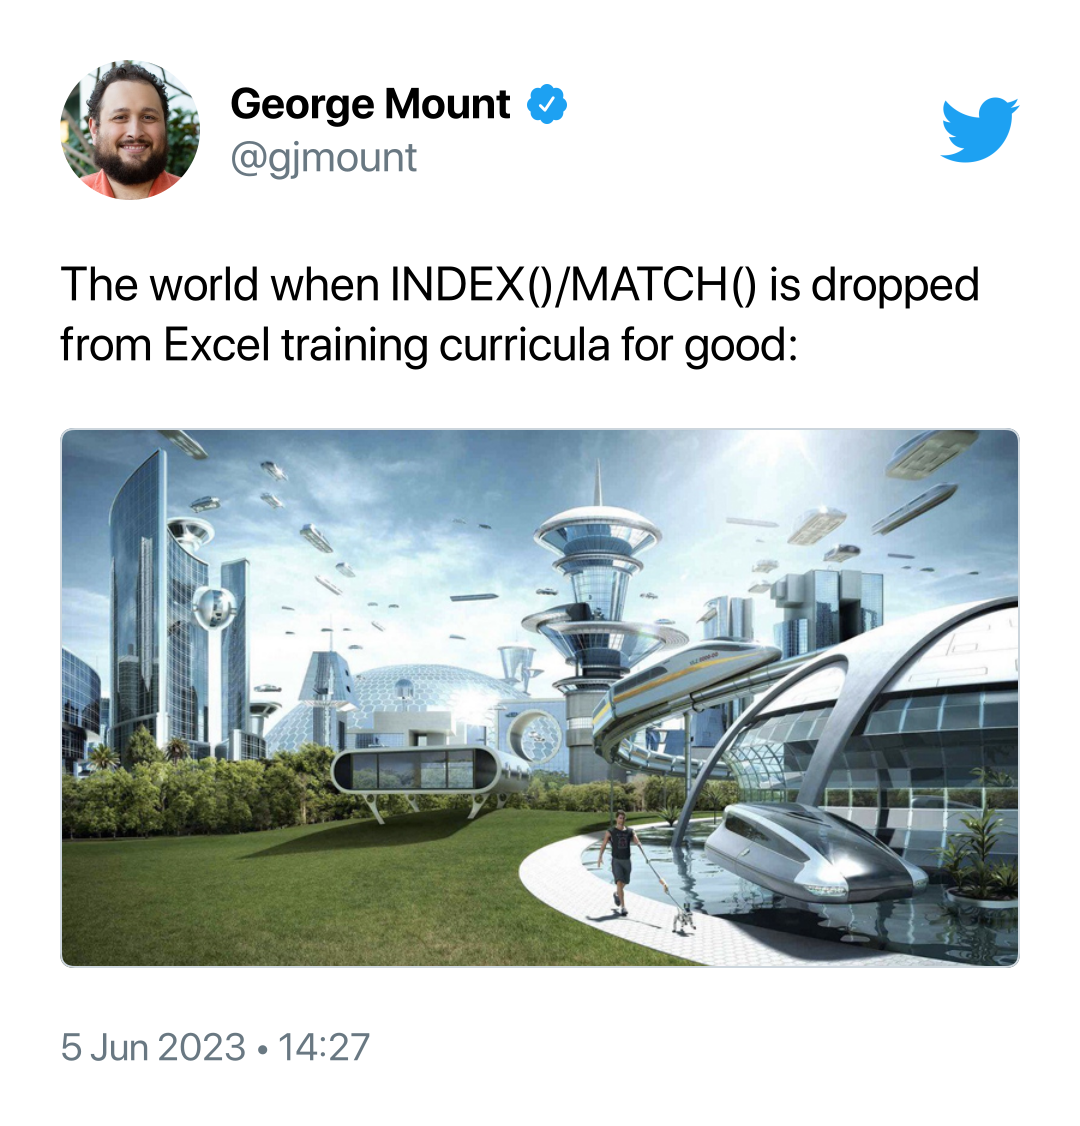 George Mount
@gjmount
The world when INDEX()/MATCH() is dropped
from Excel training curricula for good:
5 Jun 2023 • 14:27